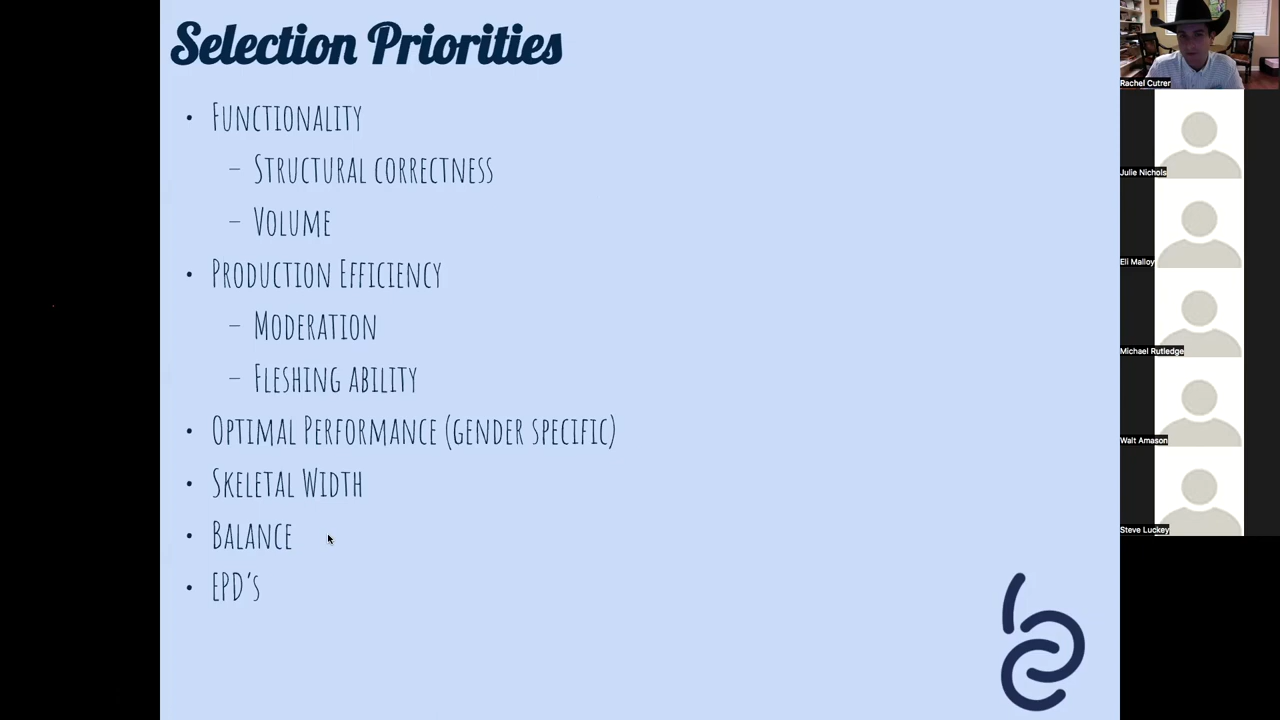 Selection Priorities
• Functionality
– Structural correctness
– Volume
• Production Efficiency
– Moderation
– Fleshing ability
• Optimal Performance (gender specific)
• Skeletal Width
• Balance
• EPD's
Rachel Cutrer
Julie Nichols
Eli Malloy
Michael Rutledge
Walt Amason
Steve Luckey